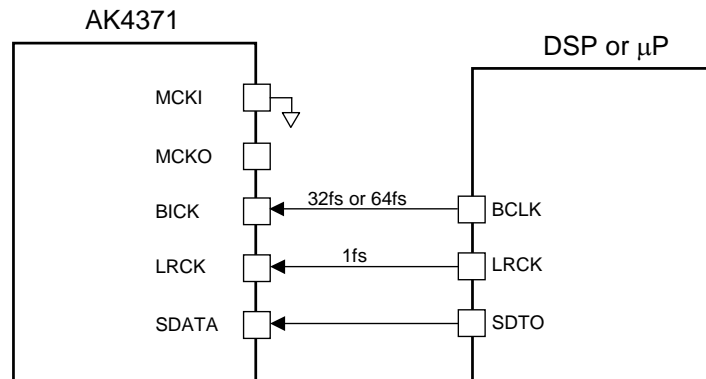 AK4371
DSP or μP
MCKI
MCKO
BICK
32fs or 64fs
BCLK
LRCK
1fs
LRCK
SDATA
SDTO